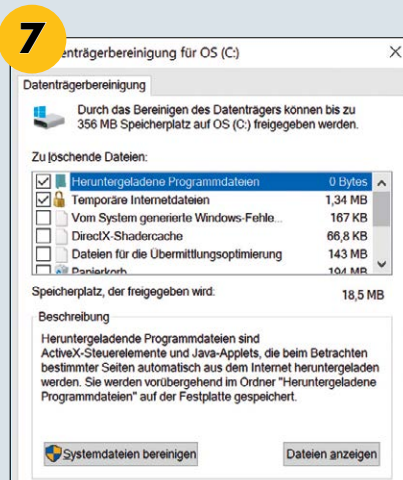 7
enträgerbereinigung für OS (C:)
Datenträgerbereinigung
Durch das Bereinigen des Datenträgers können bis zu
356 MB Speicherplatz auf OS (C:) freigegeben werden.
Zu löschende Dateien:
Heruntergeladene Programmdateien 0 Bytes
Temporäre Internetdateien 1,34 MB
Vom System generierte Windows-Fehle... 167 KB
DirectX-Shadercache 66,8 KB
Dateien für die Übermittlungsoptimierung 143 MB
Papierkorb 194 MB
Speicherplatz, der freigegeben wird: 18,5 MB
Beschreibung
Heruntergeladende Programmdateien sind
ActiveX-Steuerelemente und Java-Applets, die beim Betrachten
bestimmter Seiten automatisch aus dem Internet heruntergeladen
werden. Sie werden vorübergehend im Ordner "Heruntergeladene
Programmdateien" auf der Festplatte gespeichert.
Systemdateien bereinigen Dateien anzeigen